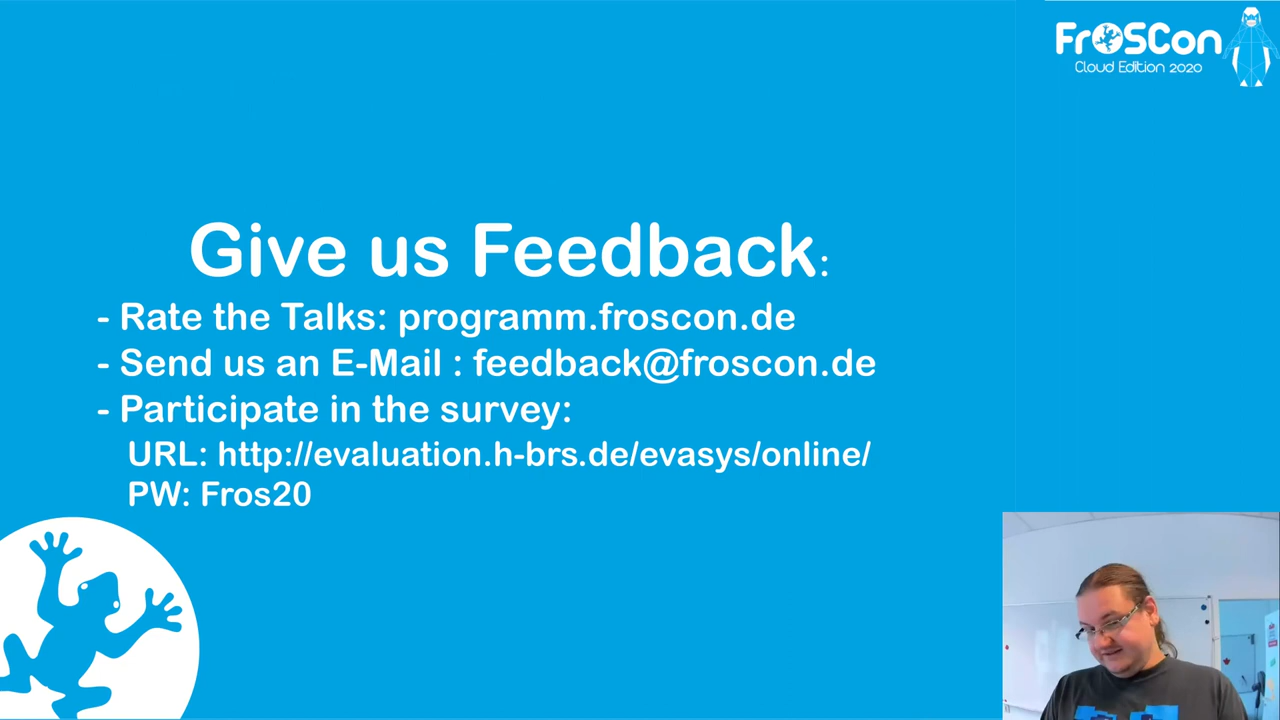 FrOSCon
Cloud Edition 2020
Give us Feedback:
- Rate the Talks: programm.froscon.de
- Send us an E-Mail : feedback@froscon.de
- Participate in the survey:
URL: http://evaluation.h-brs.de/evasys/online/
PW: Fros20